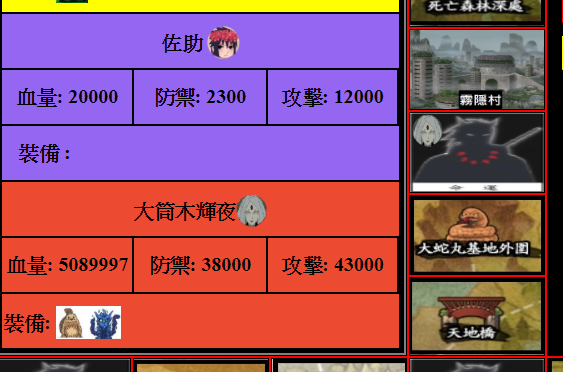 佐助
血量: 20000 防禦: 2300 攻擊: 12000
裝備 :
大筒木輝夜
血量: 5089997 防禦: 38000 攻擊: 43000
裝備:
死亡森林深處
霧隱村
命運
大蛇丸基地外圍
天地橋